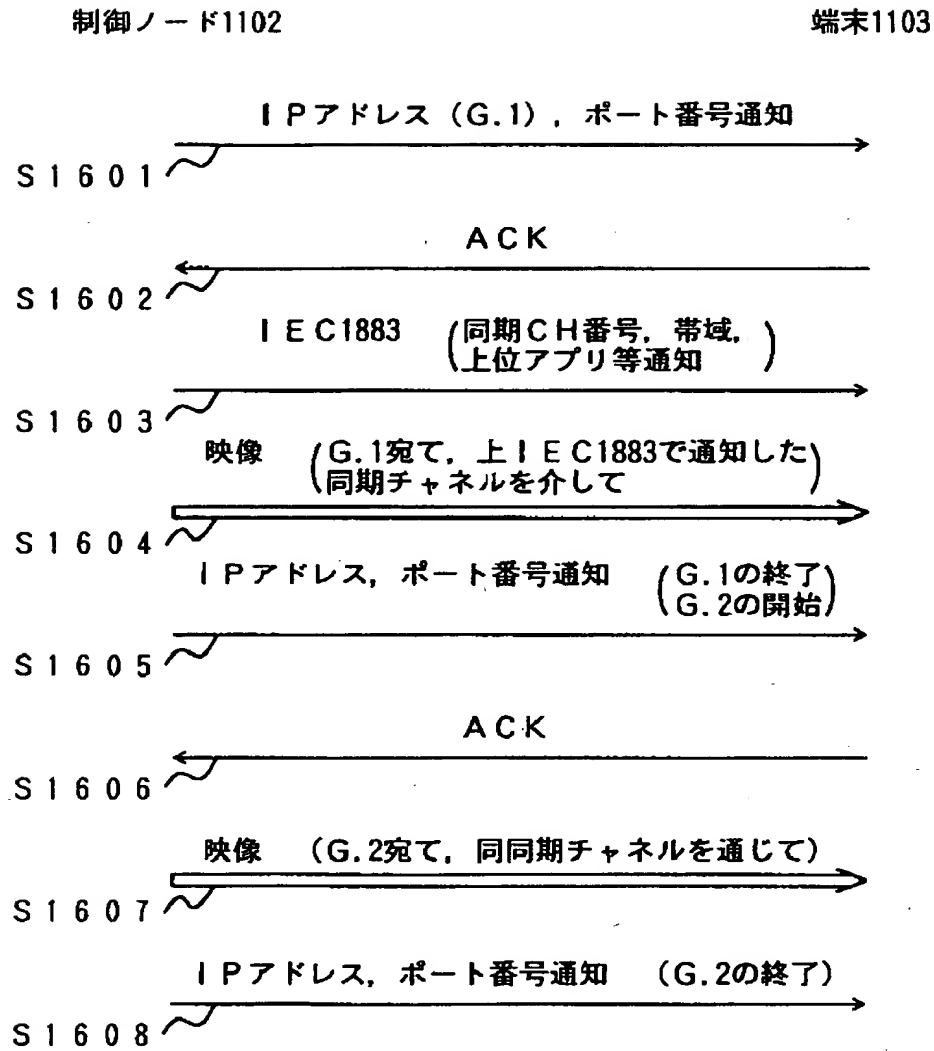 制御ノード1102 端末1103
IPアドレス（G.1），ポート番号通知
S1601
ACK
S1602
IEC1883 （同期CH番号，帯域，
上位アプリ等通知）
S1603
映像 （G.1宛て，上IEC1883で通知した
同期チャネルを介して）
S1604
IPアドレス，ポート番号通知 （G.1の終了
G.2の開始）
S1605
ACK
S1606
映像 （G.2宛て，同同期チャネルを通じて）
S1607
IPアドレス，ポート番号通知 （G.2の終了）
S1608